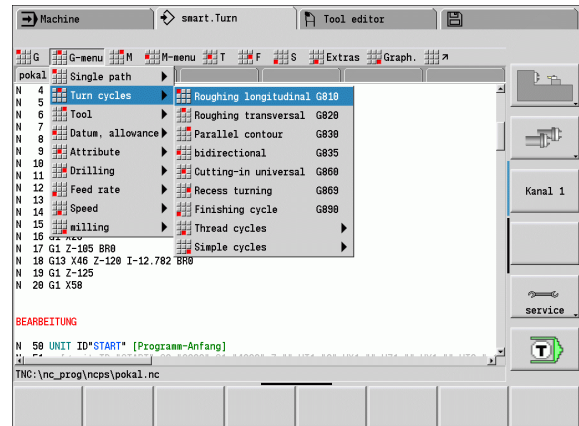 Machine smart.Turn Tool editor
G G-menu M M-menu T F S Extras Graph.
pokal
Single path
Turn cycles
Tool
Datum, allowance
Attribute
Drilling
Feed rate
Speed
milling
Roughing longitudinal G810
Roughing transversal G820
Parallel contour G830
bidirectional G835
Cutting-in universal G860
Recess turning G869
Finishing cycle G890
Thread cycles
Simple cycles
N 4
N 5
N 6
N 7
N 8
N 9
N 10
N 11
N 12
N 13
N 14
N 15
N 16 G1 X20
N 17 G1 Z-105 BR0
N 18 G13 X46 Z-120 I-12.782 BR0
N 19 G1 Z-125
N 20 G1 X58
BEARBEITUNG
N 50 UNIT ID"START" [Programm-Anfang]
TNC:\nc_prog\ncps\pokal.nc
Kanal 1
service
T